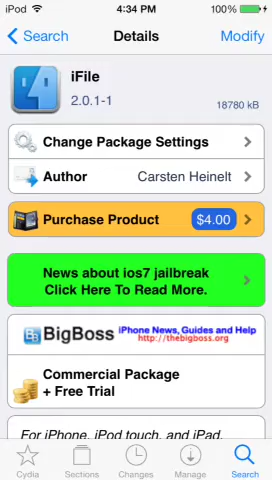 iPod 4:34 PM 100%
Search Details Modify
iFile
2.0.1-1 18780 kB
Change Package Settings
Author Carsten Heinelt
Purchase Product $4.00
News about ios7 jailbreak
Click Here To Read More.
BigBoss iPhone News, Guides and Help
http://thebigboss.org
Commercial Package
+ Free Trial
For iPhone, iPod touch, and iPad.
Cydia Sections Changes Manage Search